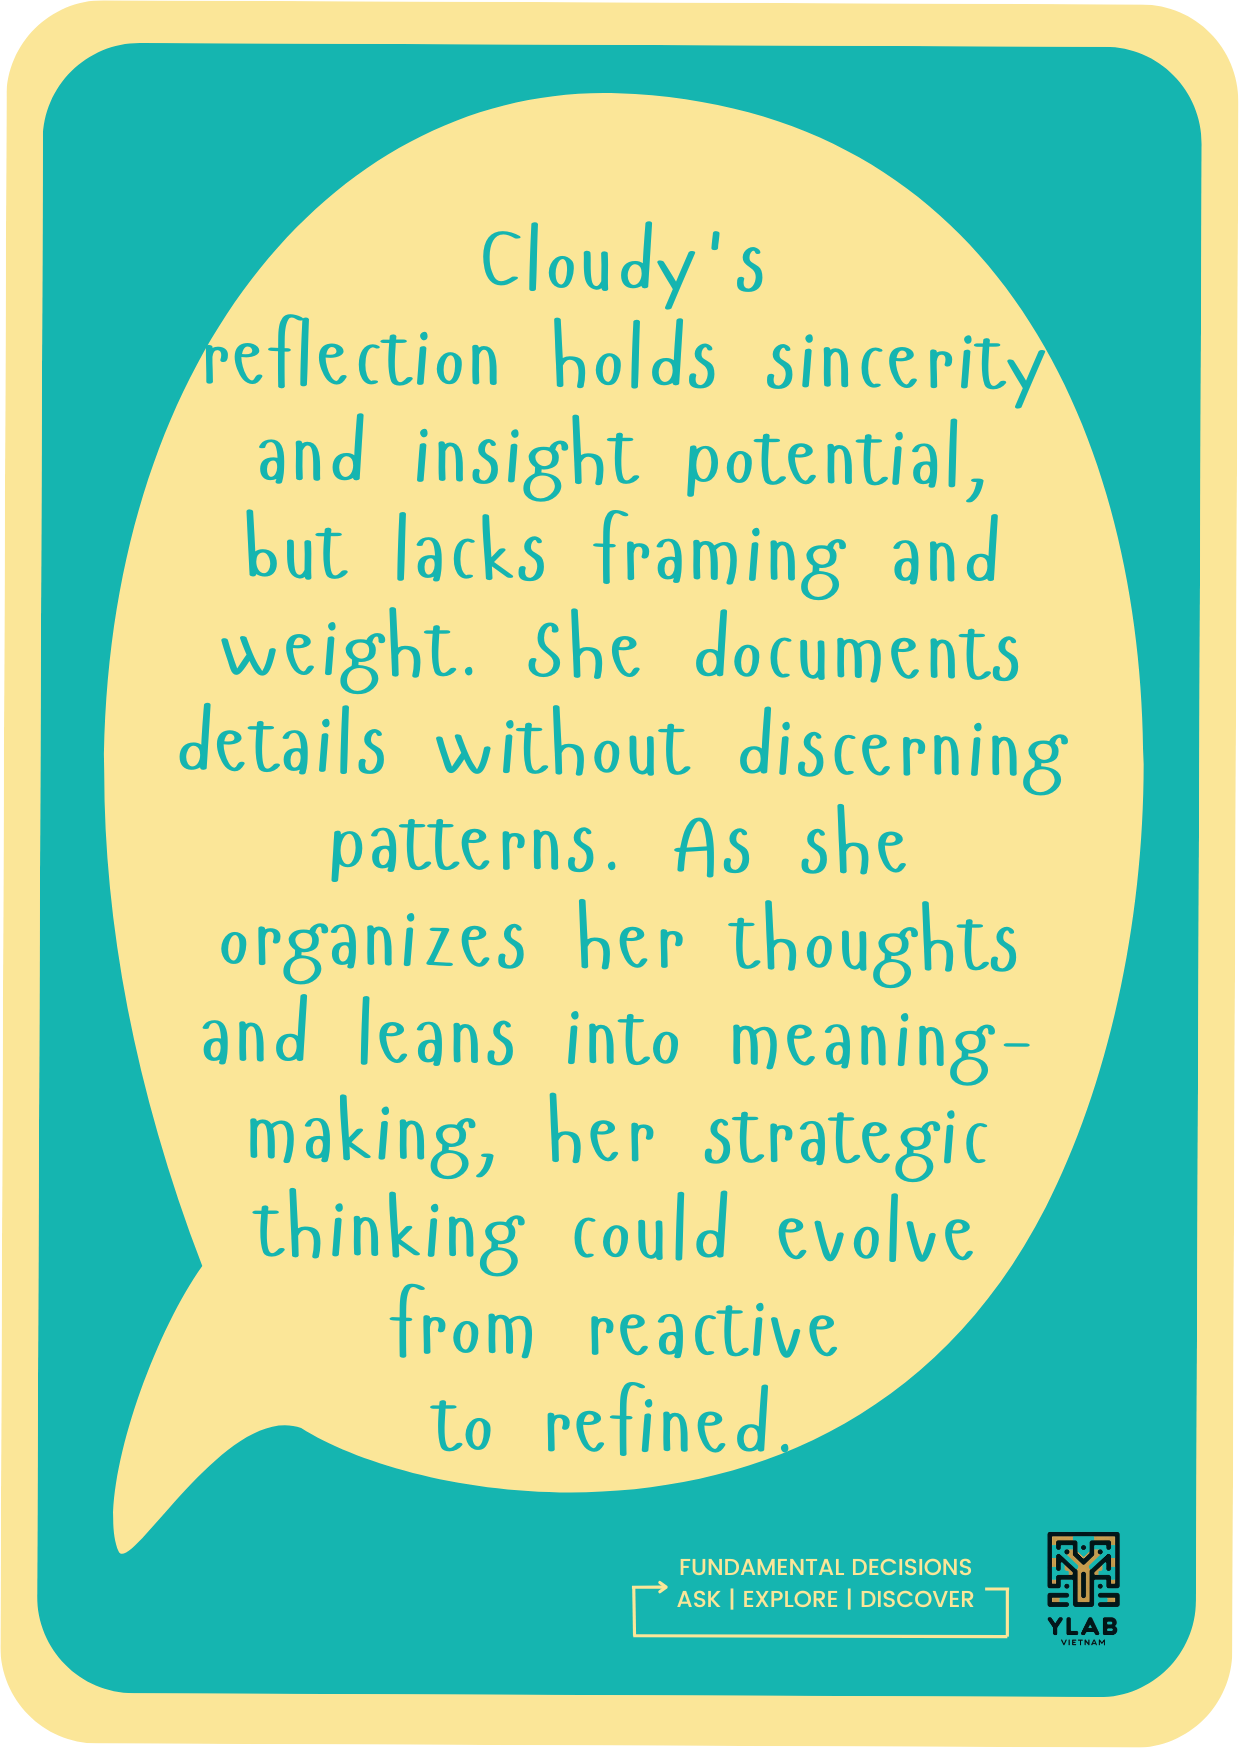 Cloudy's
reflection holds sincerity
and insight potential,
but lacks framing and
weight. She documents
details without discerning
patterns. As she
organizes her thoughts
and leans into meaning-
making, her strategic
thinking could evolve
from reactive
to refined.
FUNDAMENTAL DECISIONS
ASK | EXPLORE | DISCOVER
YLAB
VIETNAM